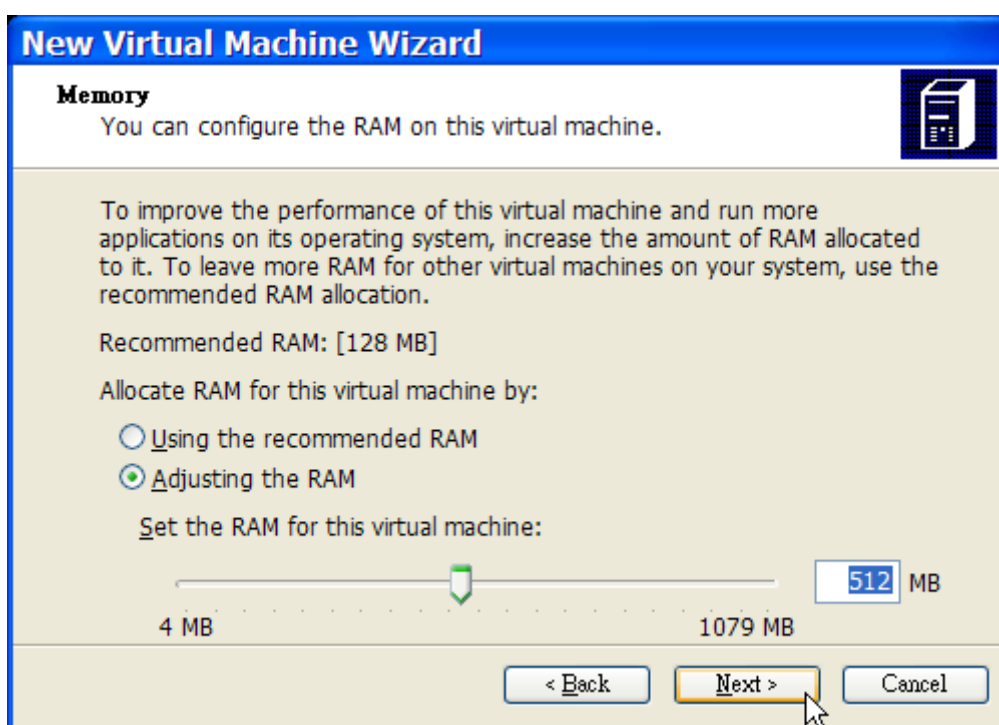 New Virtual Machine Wizard
Memory
You can configure the RAM on this virtual machine.
To improve the performance of this virtual machine and run more
applications on its operating system, increase the amount of RAM allocated
to it. To leave more RAM for other virtual machines on your system, use the
recommended RAM allocation.
Recommended RAM: [128 MB]
Allocate RAM for this virtual machine by:
Using the recommended RAM
Adjusting the RAM
Set the RAM for this virtual machine:
512 MB
4 MB 1079 MB
< Back Next > Cancel